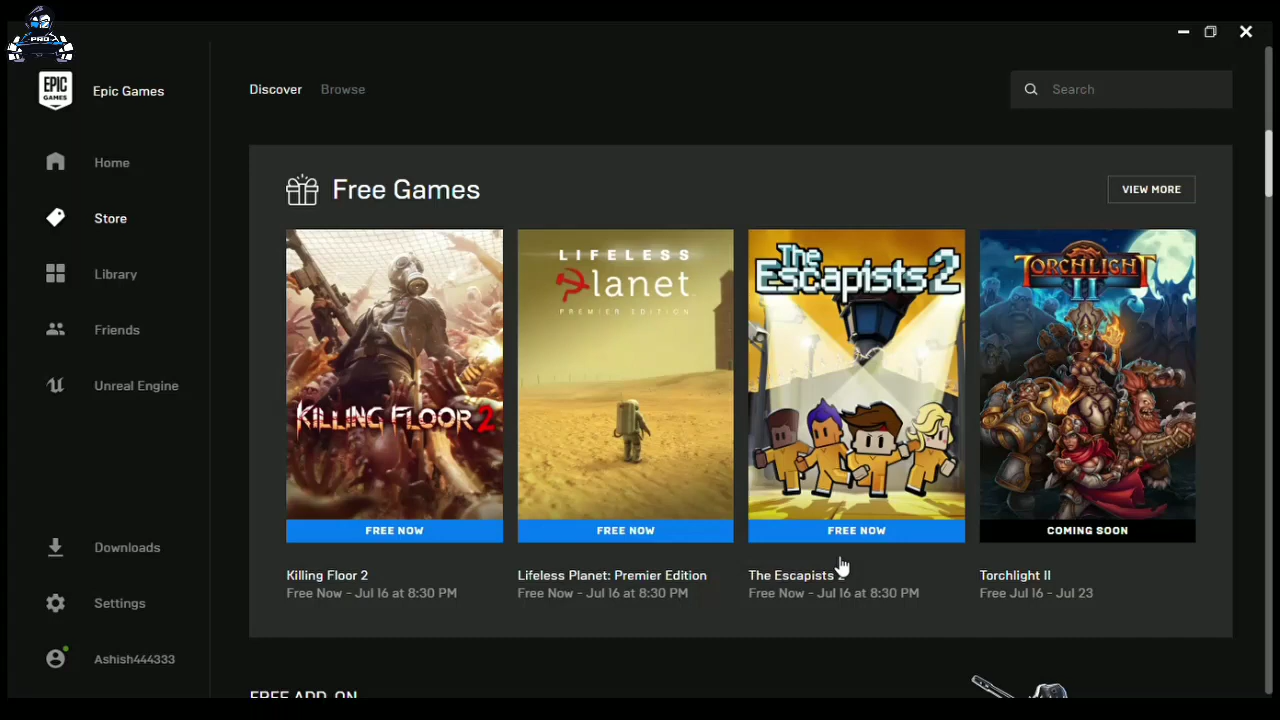 PRO
EPIC
GAMES
Epic Games
Home
Store
Library
Friends
Unreal Engine
Downloads
Settings
Ashish444333
Discover
Browse
Search
Free Games
VIEW MORE
KILLING FLOOR 2
FREE NOW
Killing Floor 2
Free Now - Jul 16 at 8:30 PM
LIFELESS
Planet
PREMIER EDITION
FREE NOW
Lifeless Planet: Premier Edition
Free Now - Jul 16 at 8:30 PM
The
Escapists 2
FREE NOW
The Escapists 2
Free Now - Jul 16 at 8:30 PM
TORCHLIGHT
II
COMING SOON
Torchlight II
Free Jul 16 - Jul 23
FREE ADD-ON